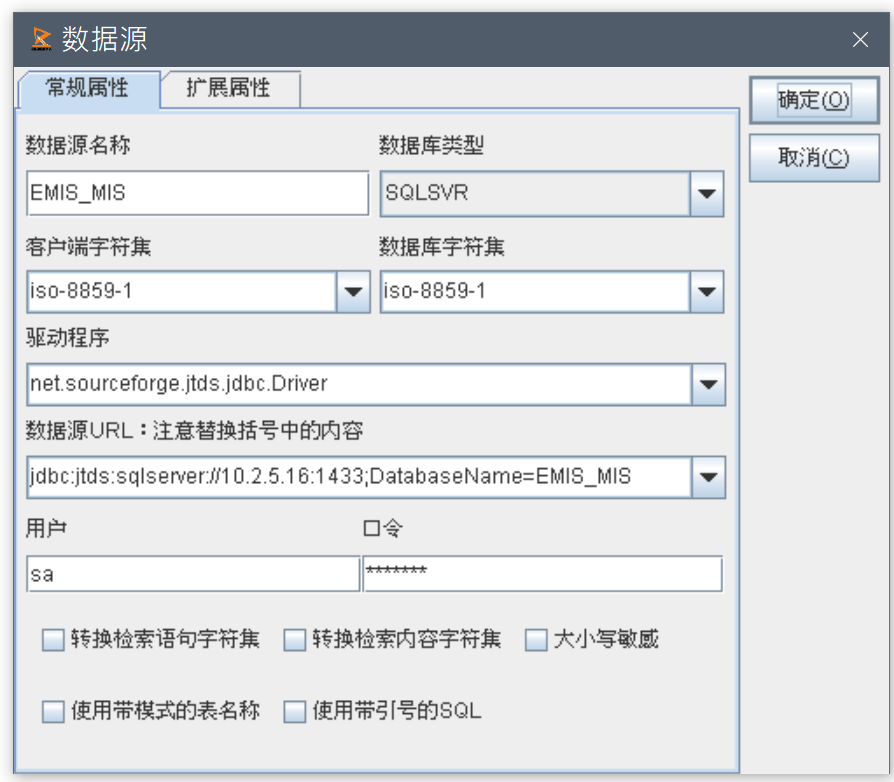 数据源
常规属性 扩展属性
确定(O)
取消(C)
数据源名称 数据库类型
EMIS_MIS SQLSVR
客户端字符集 数据库字符集
iso-8859-1 iso-8859-1
驱动程序
net.sourceforge.jtds.jdbc.Driver
数据源URL：注意替换括号中的内容
jdbc:jtds:sqlserver://10.2.5.16:1433;DatabaseName=EMIS_MIS
用户 口令
sa *******
转换检索语句字符集 转换检索内容字符集 大小写敏感
使用带模式的表名称 使用带引号的SQL